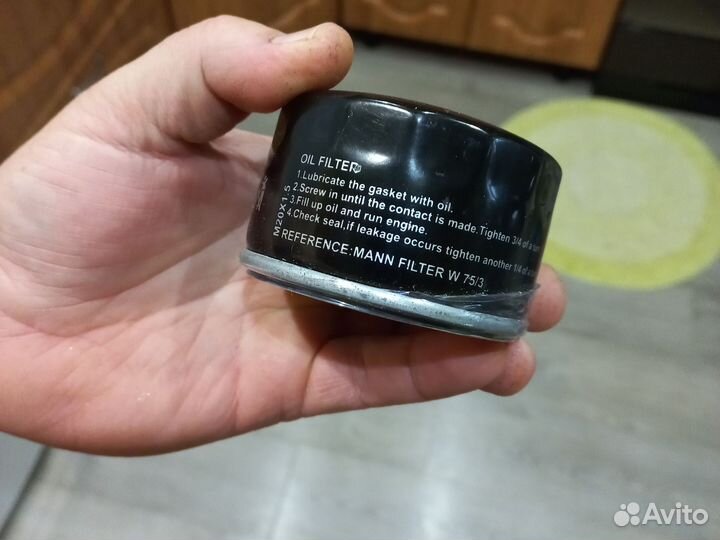 OIL FILTER
1.Lubricate the gasket with oil.
2.Screw in until the contact is made.Tighten 3/4 of a turn
3.Fill up oil and run engine.
4.Check seal.if leakage occurs tighten another 1/4 of a
REFERENCE:MANN FILTER W 75/3
M20X1.5
Avito